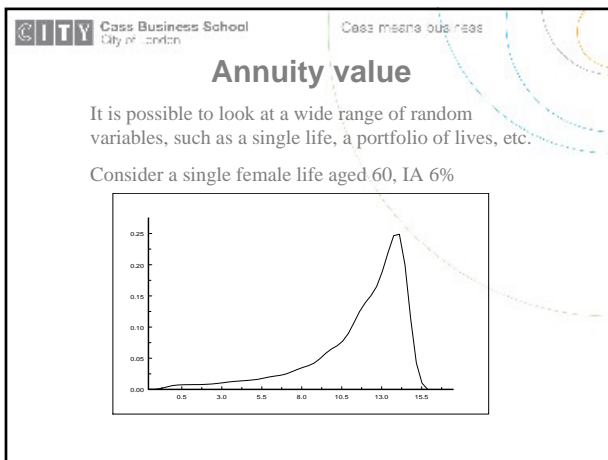 CITY Cass Business School
City of London
Cass means business
Annuity value
It is possible to look at a wide range of random
variables, such as a single life, a portfolio of lives, etc.
Consider a single female life aged 60, IA 6%
0.25
0.20
0.15
0.10
0.05
0.00
0.5 3.0 5.5 8.0 10.5 13.0 15.5